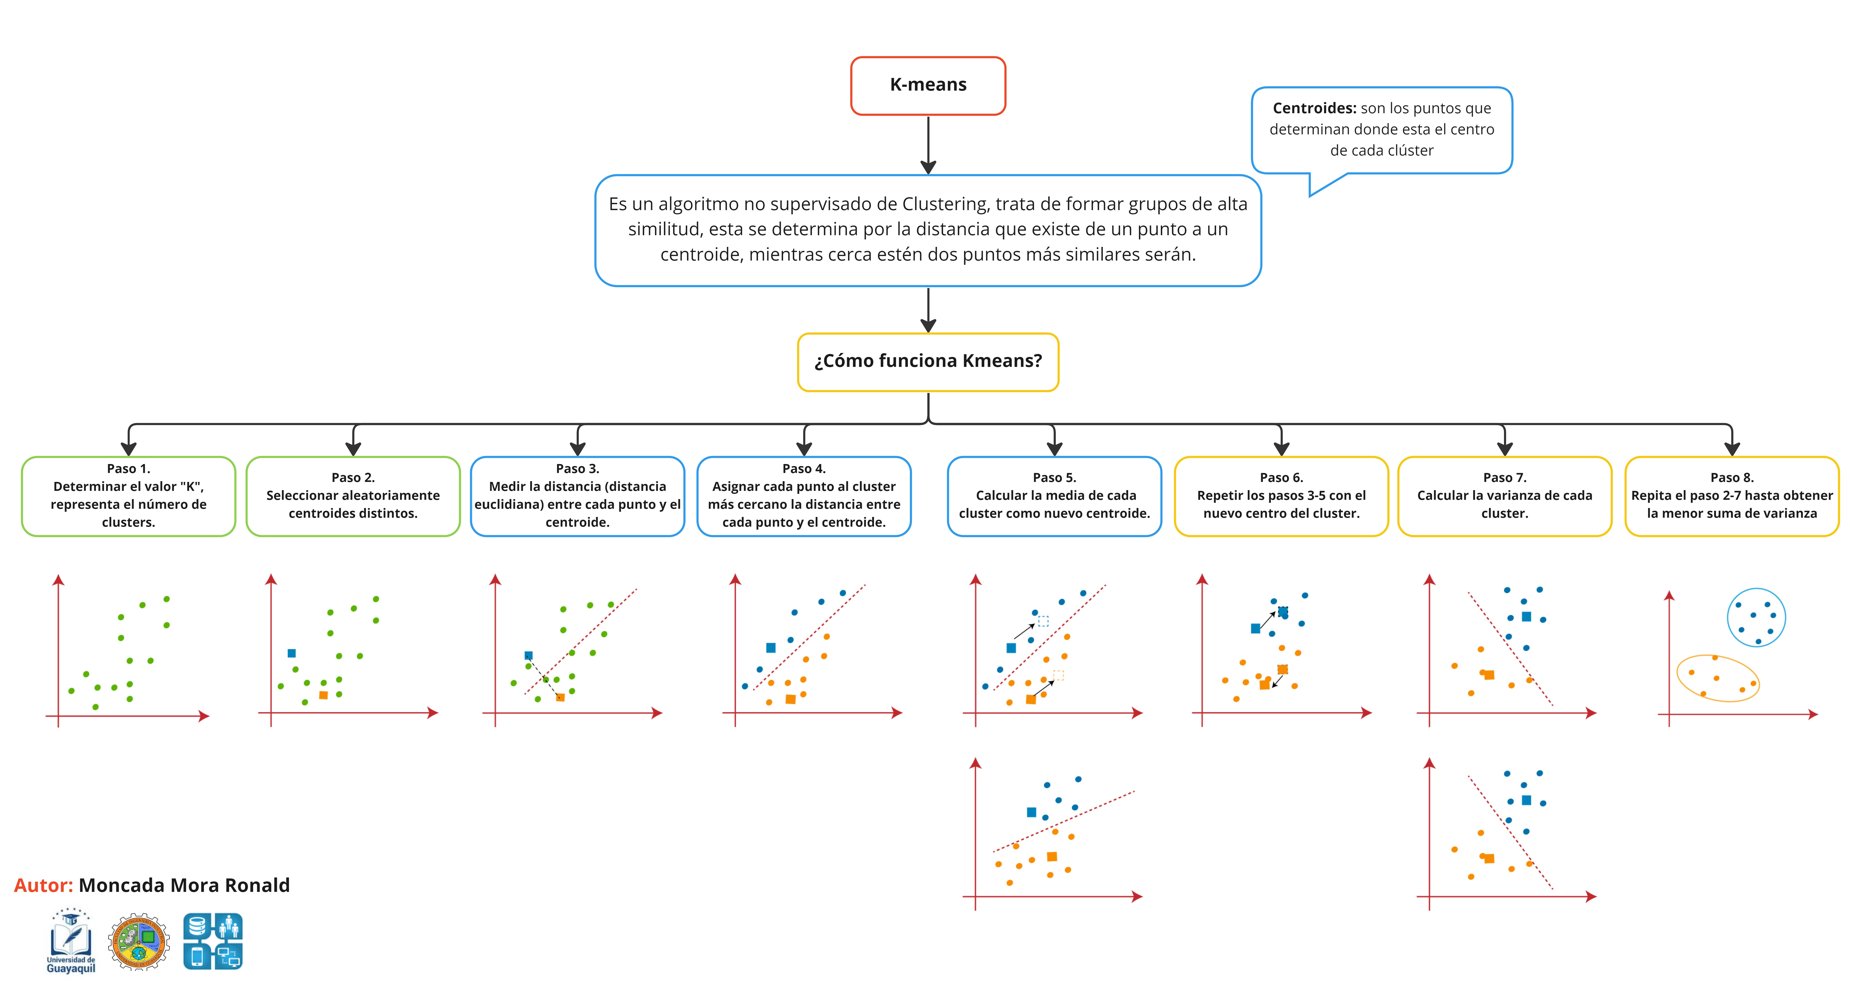 K-means
Centroides: son los puntos que
determinan donde esta el centro
de cada clúster
Es un algoritmo no supervisado de Clustering, trata de formar grupos de alta
similitud, esta se determina por la distancia que existe de un punto a un
centroide, mientras cerca estén dos puntos más similares serán.
¿Cómo funciona Kmeans?
Paso 1.
Determinar el valor "K",
representa el número de
clusters.
Paso 2.
Seleccionar aleatoriamente
centroides distintos.
Paso 3.
Medir la distancia (distancia
euclidiana) entre cada punto y el
centroide.
Paso 4.
Asignar cada punto al cluster
más cercano la distancia entre
cada punto y el centroide.
Paso 5.
Calcular la media de cada
cluster como nuevo centroide.
Paso 6.
Repetir los pasos 3-5 con el
nuevo centro del cluster.
Paso 7.
Calcular la varianza de cada
cluster.
Paso 8.
Repita el paso 2-7 hasta obtener
la menor suma de varianza
Autor: Moncada Mora Ronald
Universidad de
Guayaquil